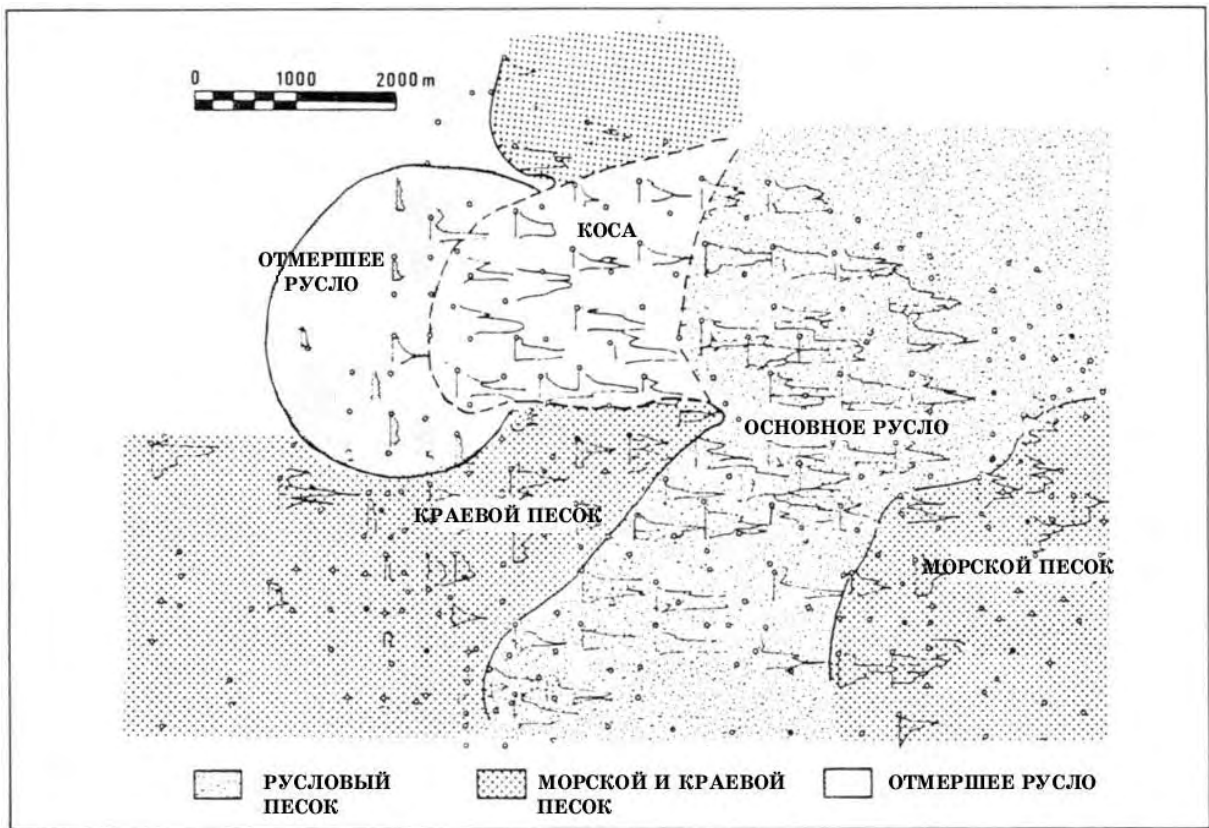 0 1000 2000 m
КОСА
ОТМЕРШЕЕ
РУСЛО
ОСНОВНОЕ РУСЛО
КРАЕВОЙ ПЕСОК
МОРСКОЙ ПЕСОК
РУСЛОВЫЙ
ПЕСОК
МОРСКОЙ И КРАЕВОЙ
ПЕСОК
ОТМЕРШЕЕ РУСЛО